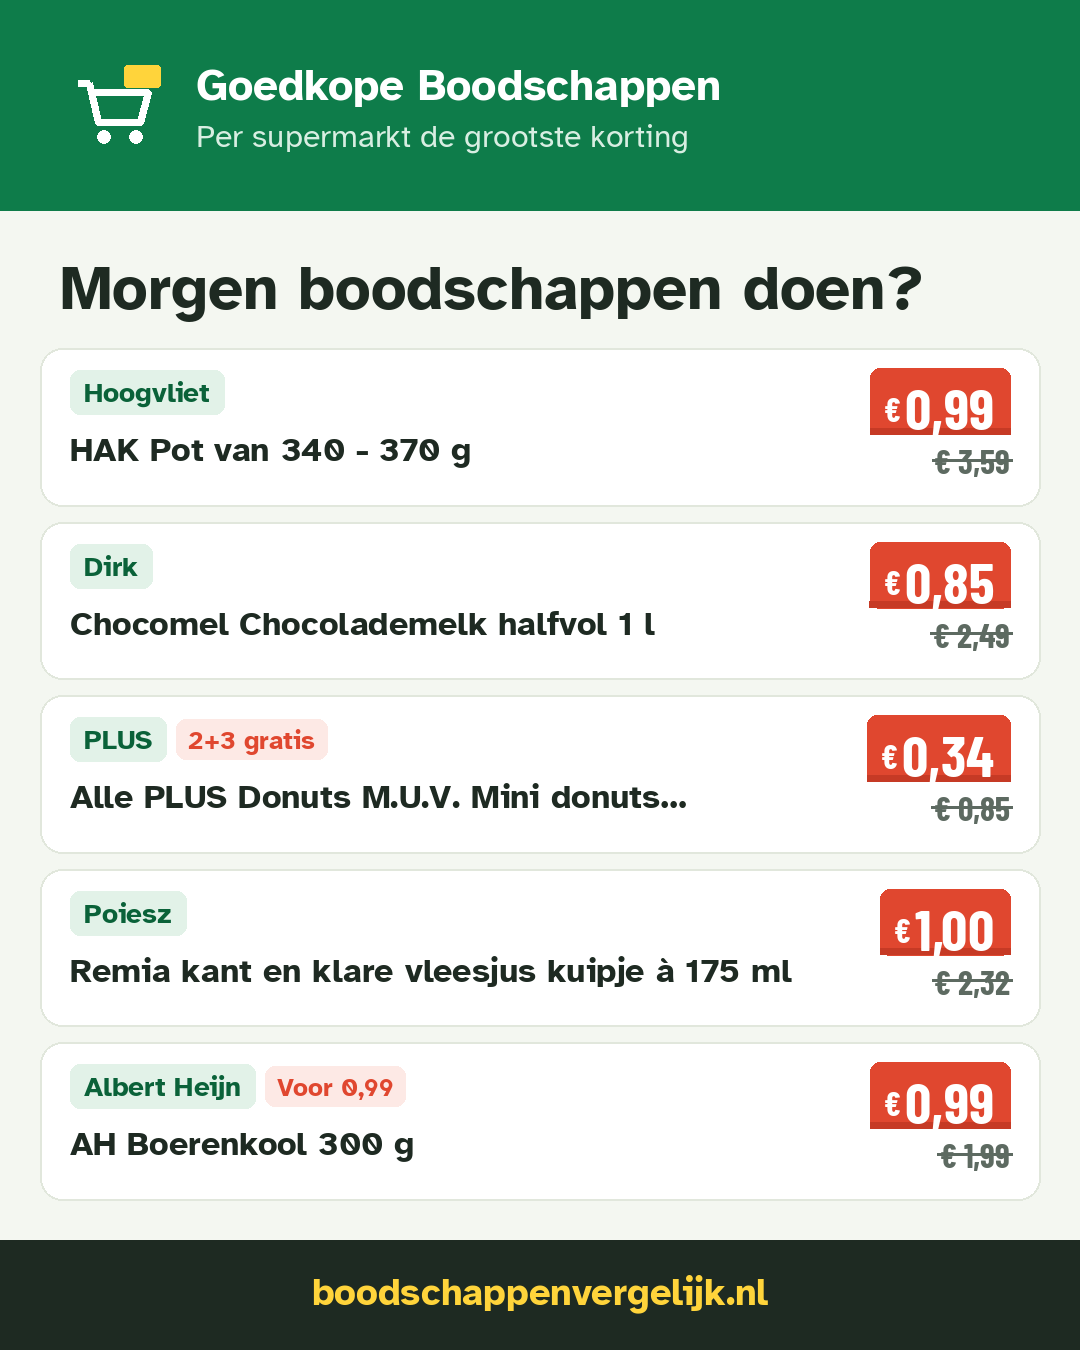 Goedkope Boodschappen
Per supermarkt de grootste korting
Morgen boodschappen doen?
Hoogvliet
HAK Pot van 340 - 370 g
€ 0,99
€ 3,59
Dirk
Chocomel Chocolademelk halfvol 1 l
€ 0,85
€ 2,49
PLUS 2+3 gratis
Alle PLUS Donuts M.U.V. Mini donuts...
€ 0,34
€ 0,85
Poiesz
Remia kant en klare vleesjus kuipje à 175 ml
€ 1,00
€ 2,32
Albert Heijn Voor 0,99
AH Boerenkool 300 g
€ 0,99
€ 1,99
boodschappenvergelijk.nl